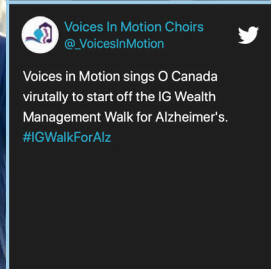 Voices In Motion Choirs
@_VoicesInMotion
Voices in Motion sings O Canada
virutally to start off the IG Wealth
Management Walk for Alzheimer's.
#IGWalkForAlz